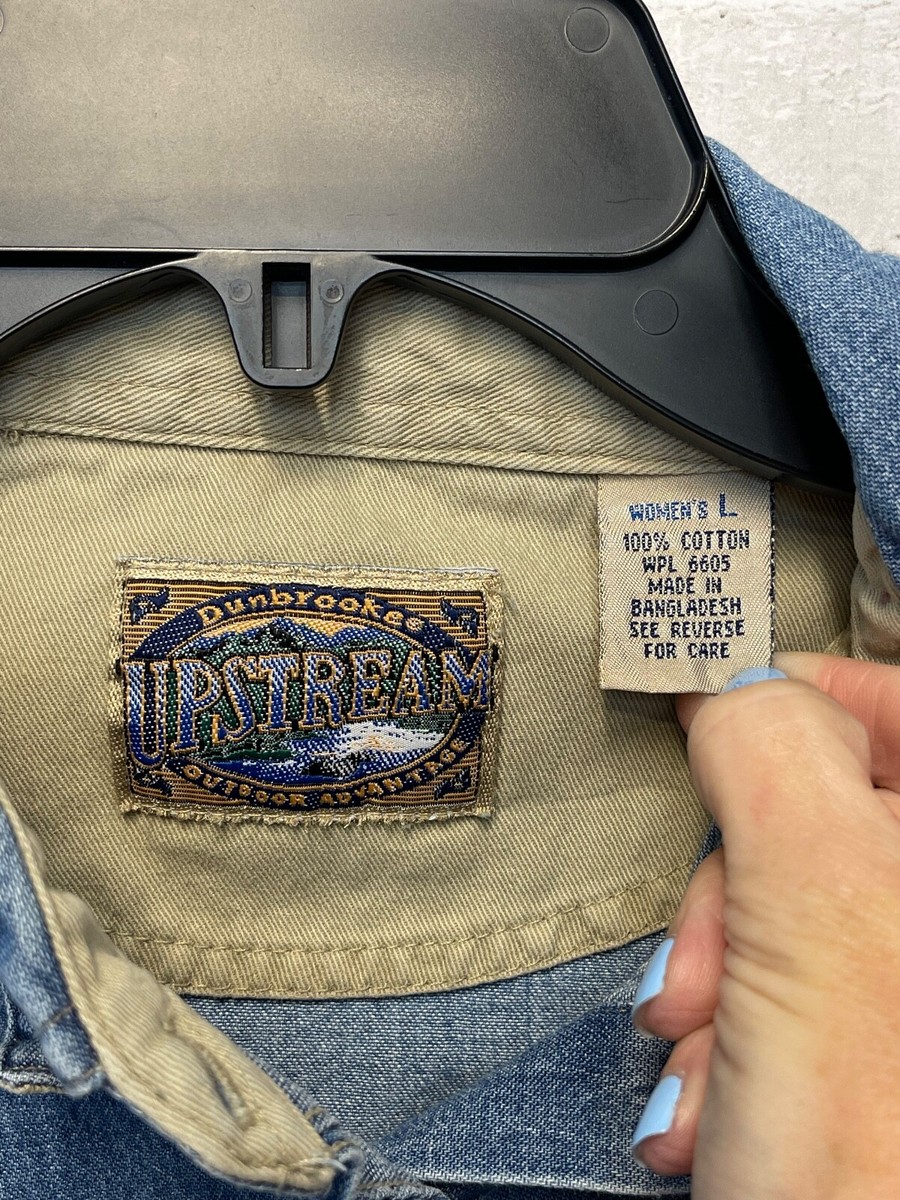 Dunbrooke
UPSTREAM
OUTDOOR ADVANTAGE
WOMEN'S L
100% COTTON
WPL 6605
MADE IN
BANGLADESH
SEE REVERSE
FOR CARE